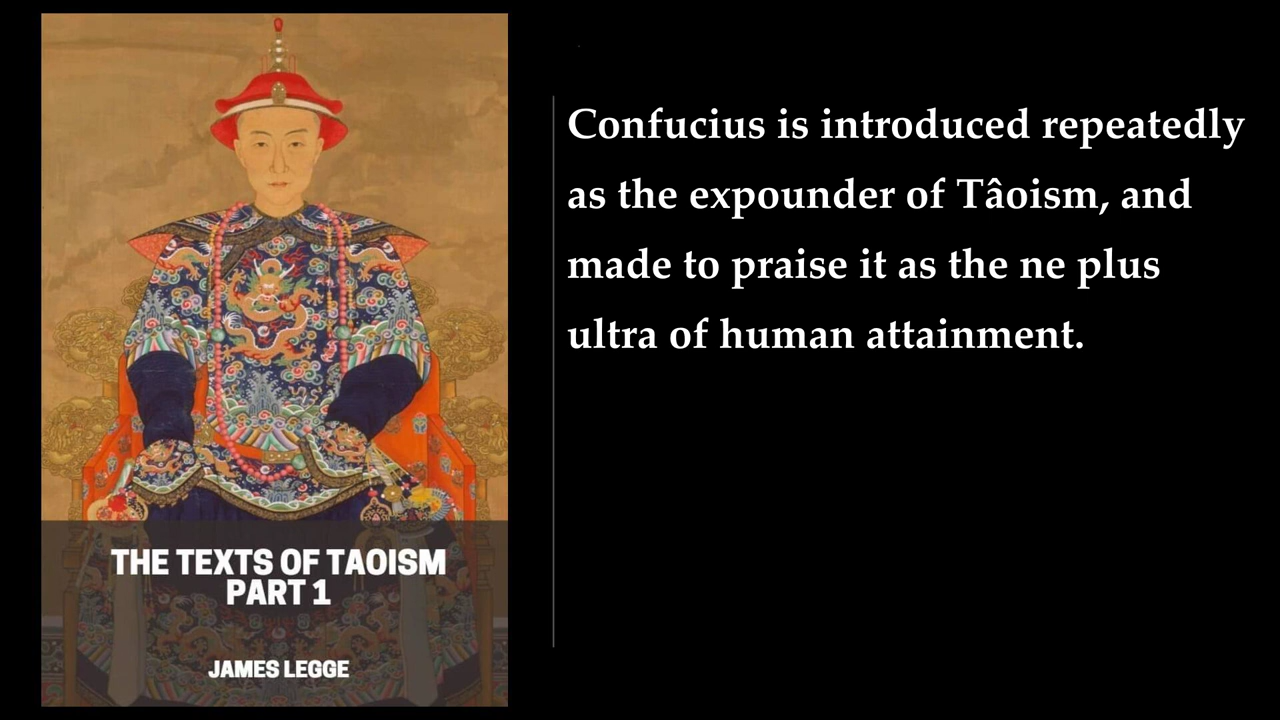 THE TEXTS OF TAOISM
PART 1
JAMES LEGGE
Confucius is introduced repeatedly
as the expounder of Tâoism, and
made to praise it as the ne plus
ultra of human attainment.